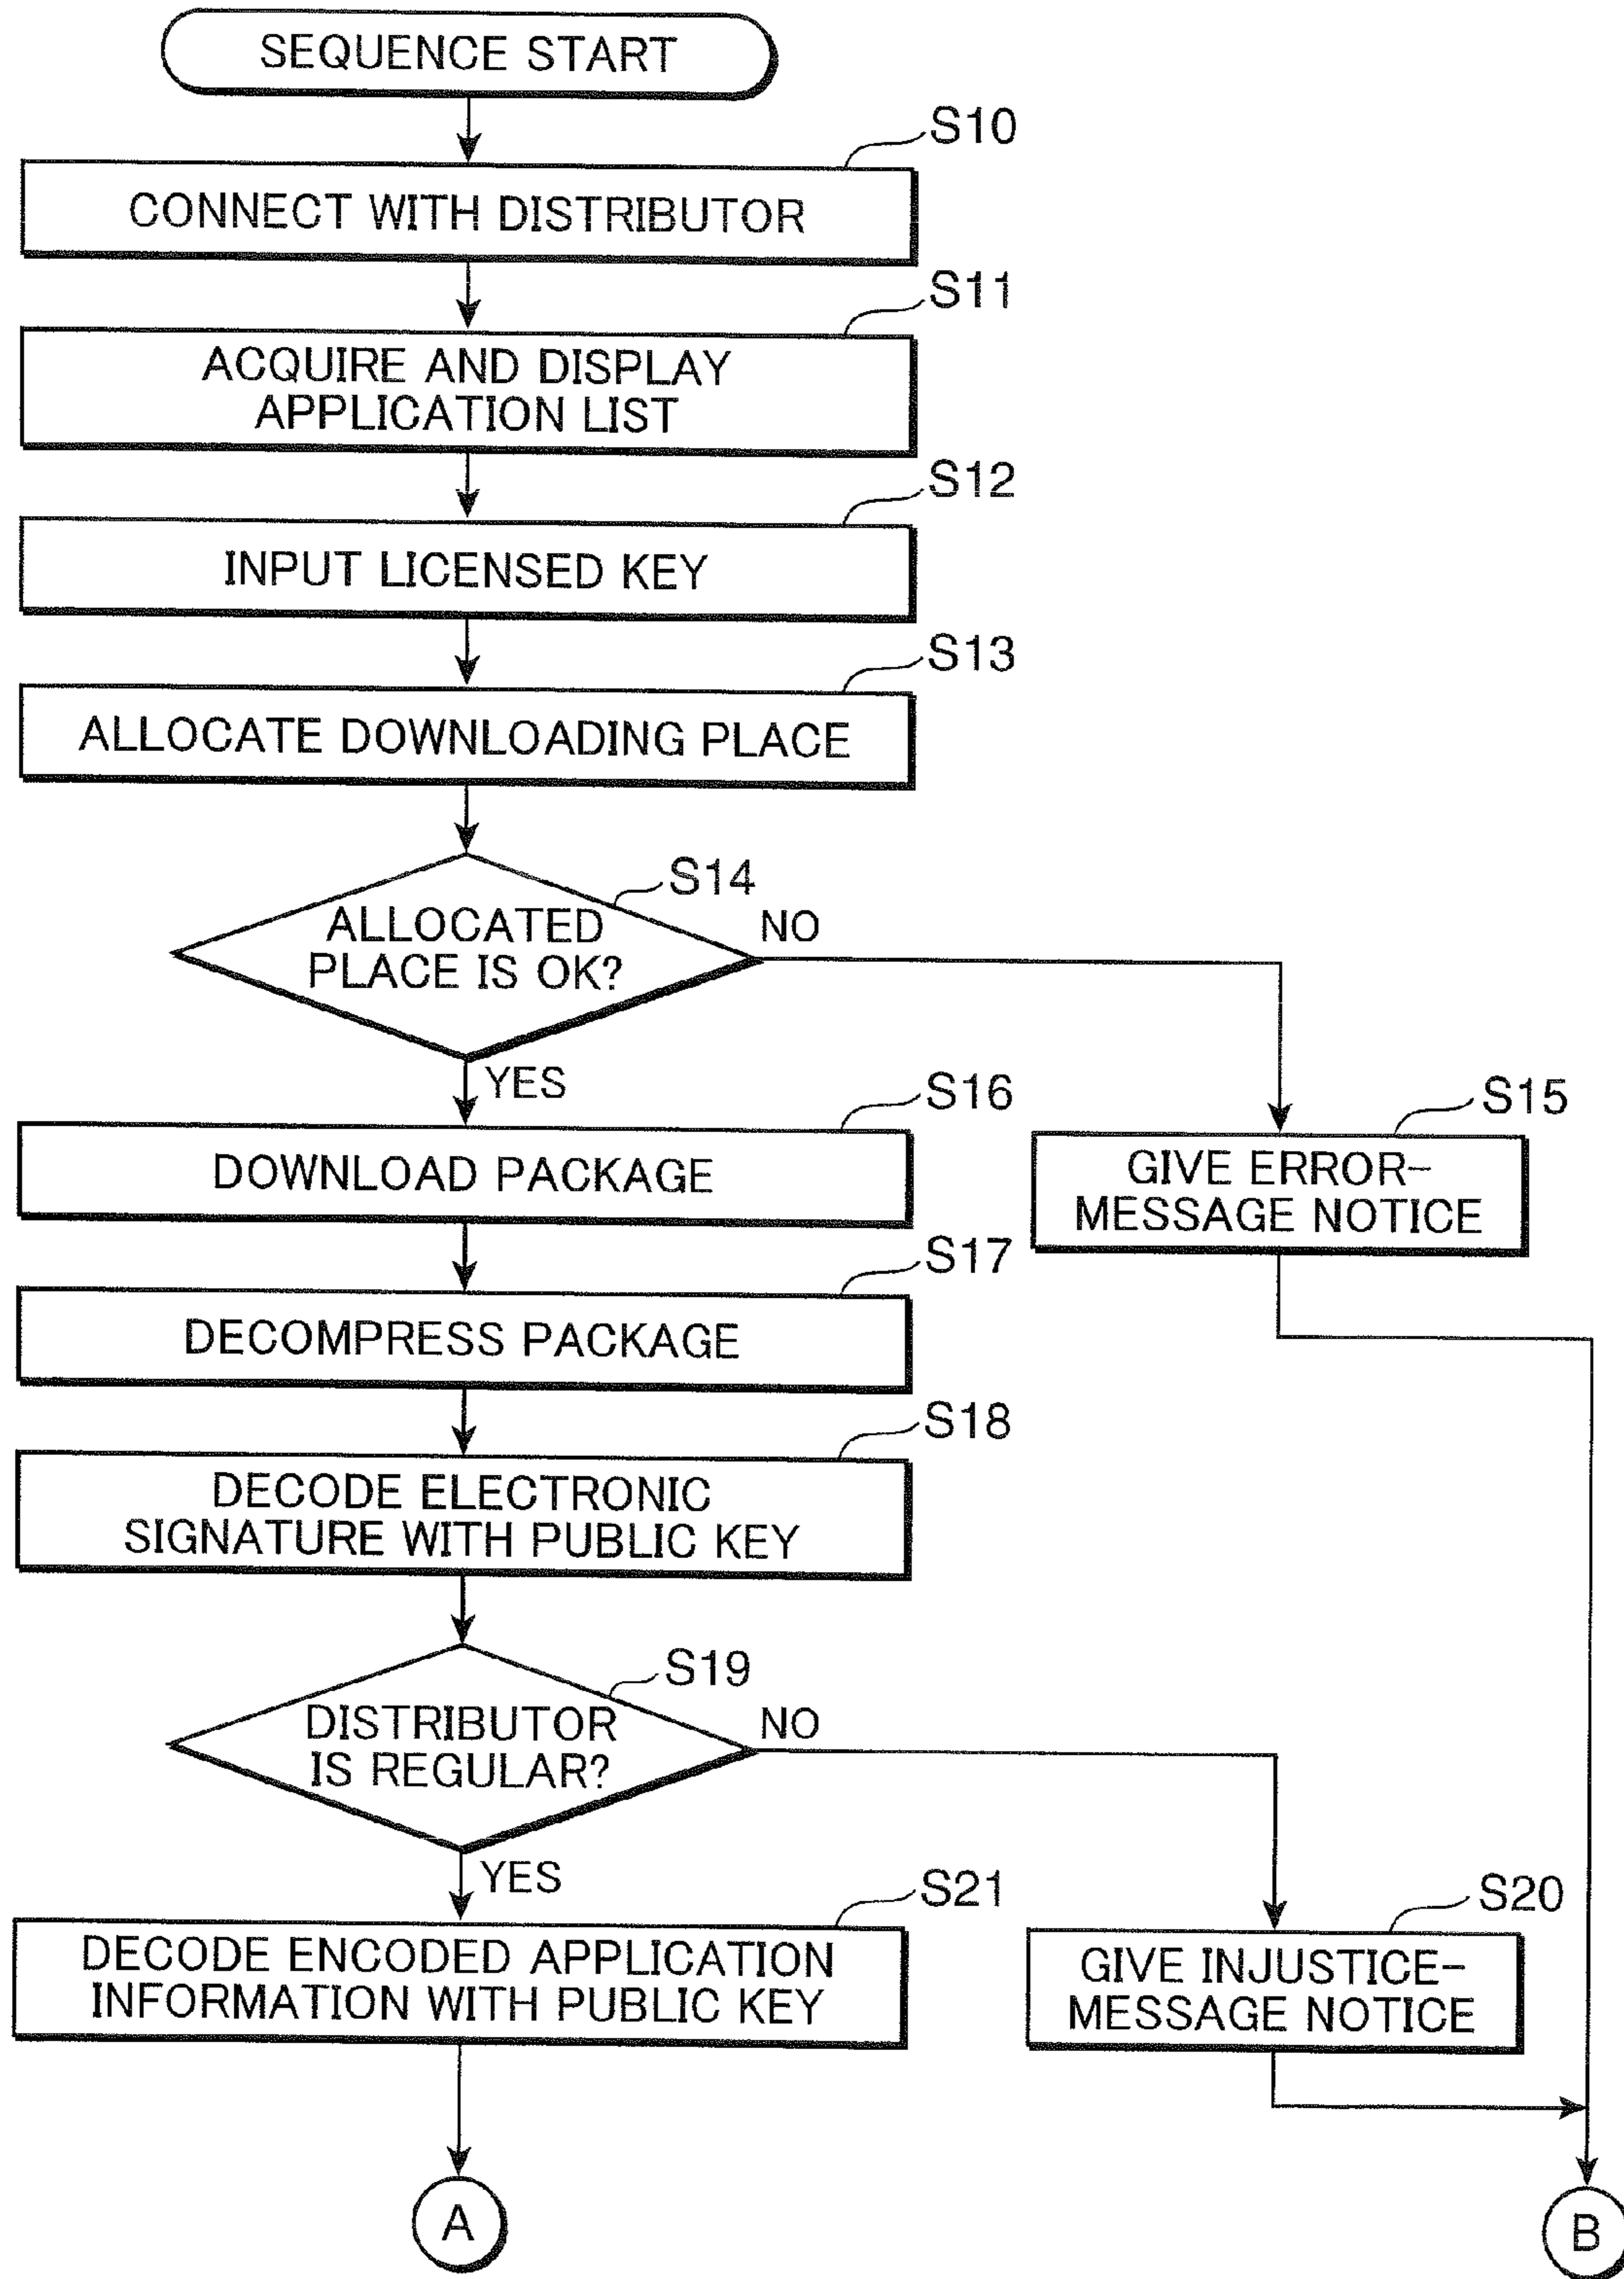 SEQUENCE START
S10
CONNECT WITH DISTRIBUTOR
S11
ACQUIRE AND DISPLAY
APPLICATION LIST
S12
INPUT LICENSED KEY
S13
ALLOCATE DOWNLOADING PLACE
S14
ALLOCATED
PLACE IS OK?
NO
YES
S16
DOWNLOAD PACKAGE
S15
GIVE ERROR-
MESSAGE NOTICE
S17
DECOMPRESS PACKAGE
S18
DECODE ELECTRONIC
SIGNATURE WITH PUBLIC KEY
S19
DISTRIBUTOR
IS REGULAR?
NO
YES
S21
DECODE ENCODED APPLICATION
INFORMATION WITH PUBLIC KEY
S20
GIVE INJUSTICE-
MESSAGE NOTICE
A
B